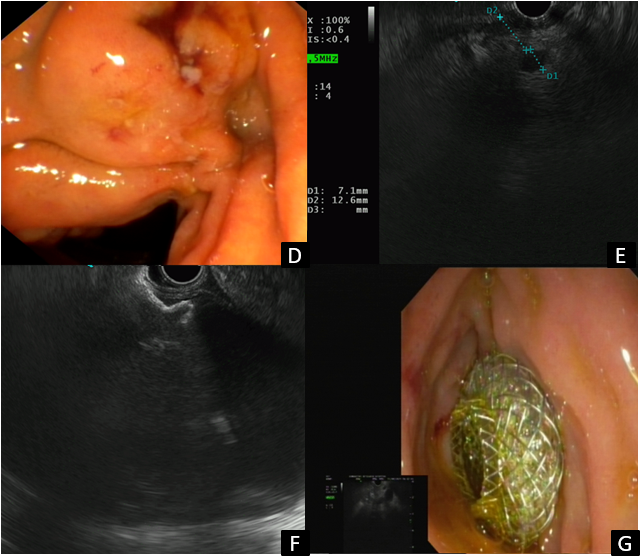 X :100%
I :0.6
IS:<0.4
.5MHz
:14
: 4
D1: 7.1mm
D2: 12.6mm
D3: mm
D2
D1
D
E
F
G